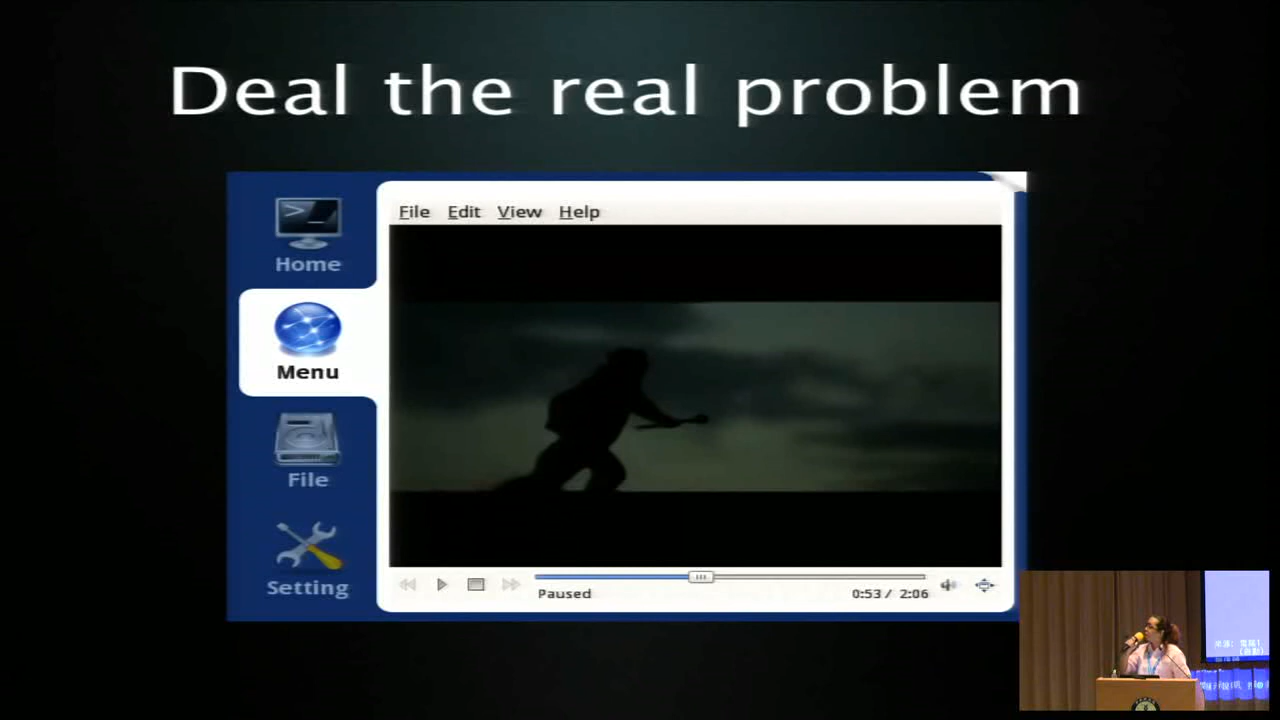 Deal the real problem
File Edit View Help
Home
Menu
File
Setting
Paused
0:53 / 2:06